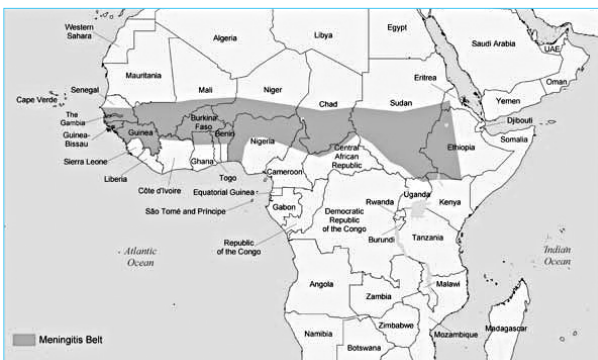 Western
Sahara
Algeria
Libya
Egypt
Saudi Arabia
UAE
Oman
Mauritania
Mali
Niger
Chad
Sudan
Eritrea
Yemen
Cape Verde
Senegal
The
Gambia
Guinea-
Bissau
Guinea
Burkina
Faso
Benin
Nigeria
Djibouti
Somalia
Ethiopia
Sierra Leone
Liberia
Côte d'Ivoire
Ghana
Togo
Cameroon
Central
African
Republic
Equatorial Guinea
São Tomé and Príncipe
Gabon
Republic
of the Congo
Democratic
Republic
of the Congo
Rwanda
Burundi
Uganda
Kenya
Tanzania
Atlantic
Ocean
Indian
Ocean
Angola
Zambia
Malawi
Zimbabwe
Mozambique
Madagascar
Namibia
Botswana
Meningitis Belt